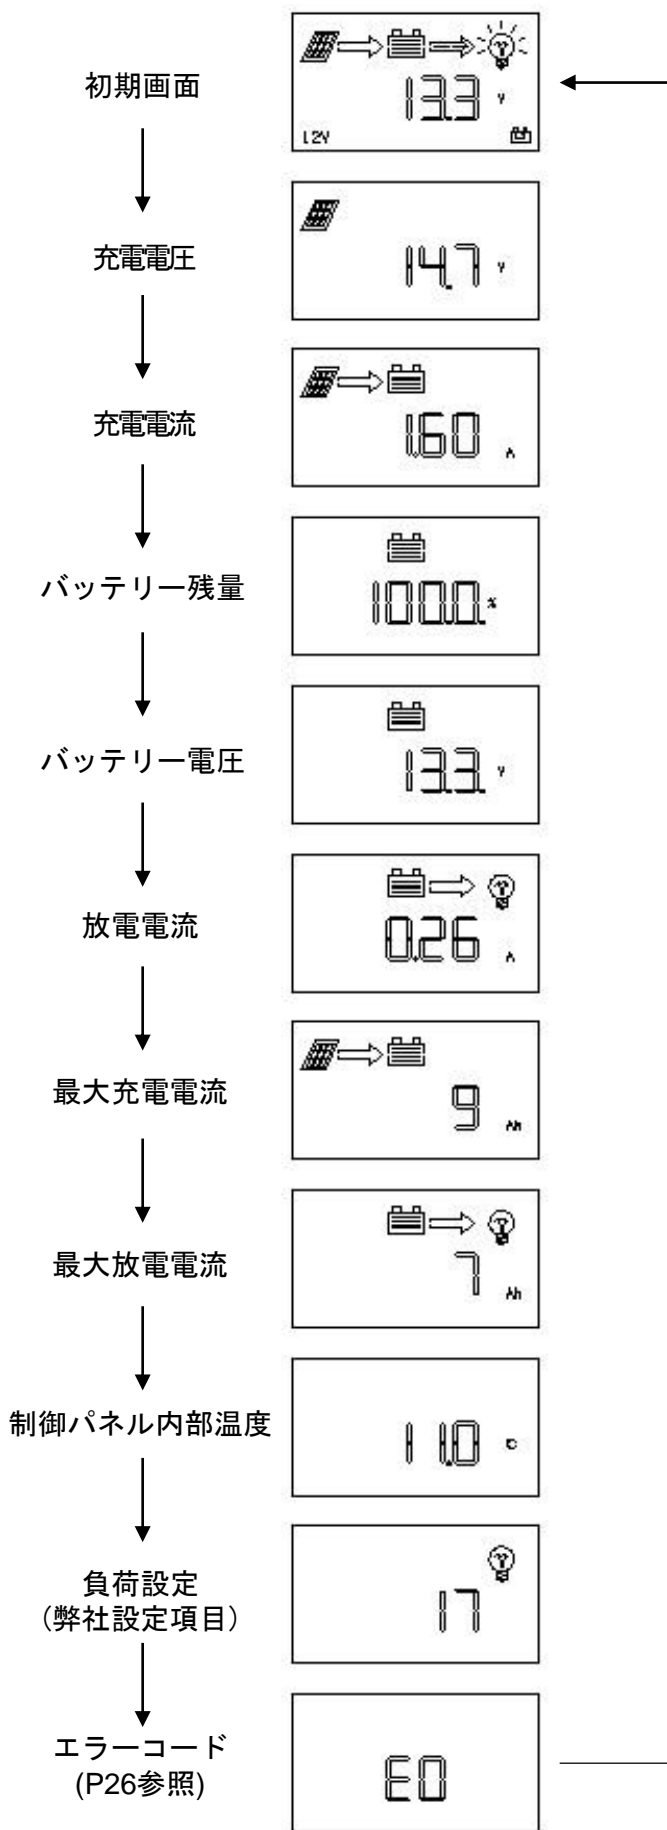 初期画面
13.3 V
12V
充電電圧
14.7 V
充電電流
1.60 A
バッテリー残量
100.0. %
バッテリー電圧
13.3. V
放電電流
0.26 A
最大充電電流
9 Ah
最大放電電流
7 Ah
制御パネル内部温度
11.0 ℃
負荷設定
（弊社設定項目）
17
エラーコード
(P26参照)
E0